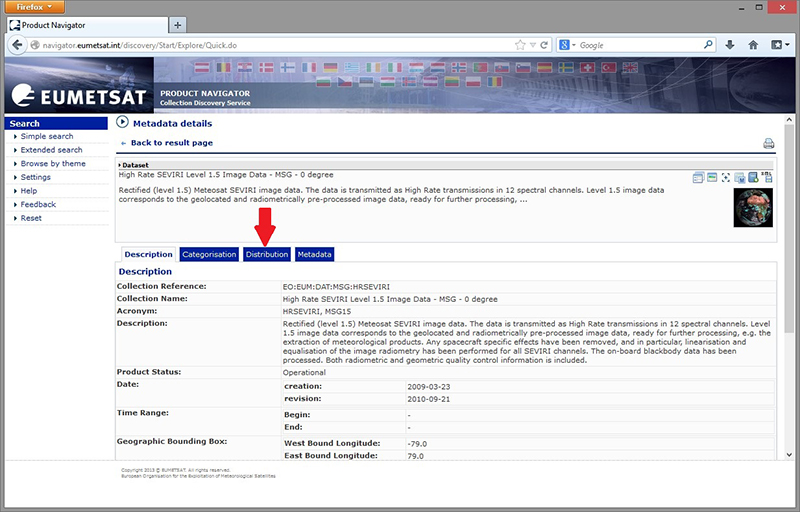 Firefox
Product Navigator
navigator.eumetsat.int/discovery/Start/Explore/Quick.do
Google
EUMETSAT
PRODUCT NAVIGATOR
Collection Discovery Service
Search
Simple search
Extended search
Browse by theme
Settings
Help
Feedback
Reset
Metadata details
Back to result page
Dataset
High Rate SEVIRI Level 1.5 Image Data - MSG - 0 degree
XML
Rectified (level 1.5) Meteosat SEVIRI image data. The data is transmitted as High Rate transmissions in 12 spectral channels. Level 1.5 image data
corresponds to the geolocated and radiometrically pre-processed image data, ready for further processing, ...
Description Categorisation Distribution Metadata
Description
Collection Reference: EO:EUM:DAT:MSG:HRSEVIRI
Collection Name: High Rate SEVIRI Level 1.5 Image Data - MSG - 0 degree
Acronym: HRSEVIRI, MSG15
Description: Rectified (level 1.5) Meteosat SEVIRI image data. The data is transmitted as High Rate transmissions in 12 spectral channels. Level
1.5 image data corresponds to the geolocated and radiometrically pre-processed image data, ready for further processing, e.g. the
extraction of meteorological products. Any spacecraft specific effects have been removed, and in particular, linearisation and
equalisation of the image radiometry has been performed for all SEVIRI channels. The on-board blackbody data has been
processed. Both radiometric and geometric quality control information is included.
Product Status: Operational
Date: creation: 2009-03-23
revision: 2010-09-21
Time Range: Begin: -
End: -
Geographic Bounding Box: West Bound Longitude: -79.0
East Bound Longitude: 79.0
Copyright 2013 © EUMETSAT. All rights reserved.
European Organisation for the Exploitation of Meteorological Satellites